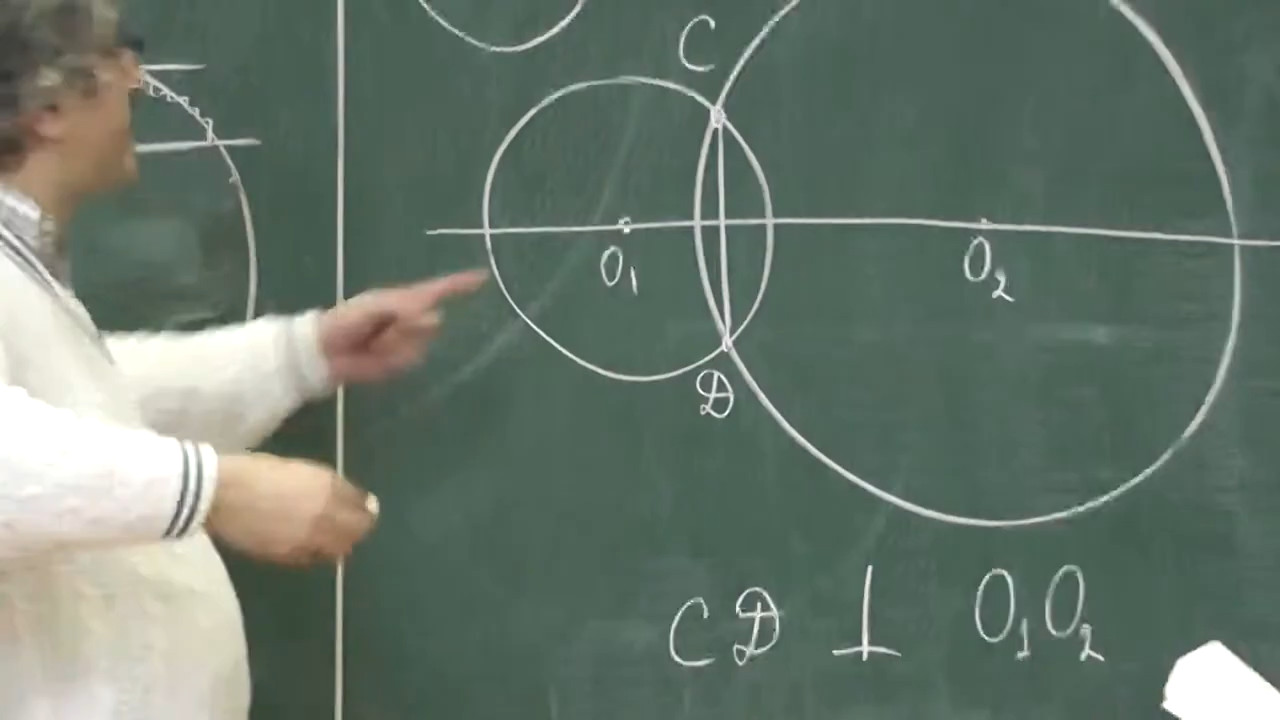 C
O₁ O₂
D
CD ⊥ O₁O₂